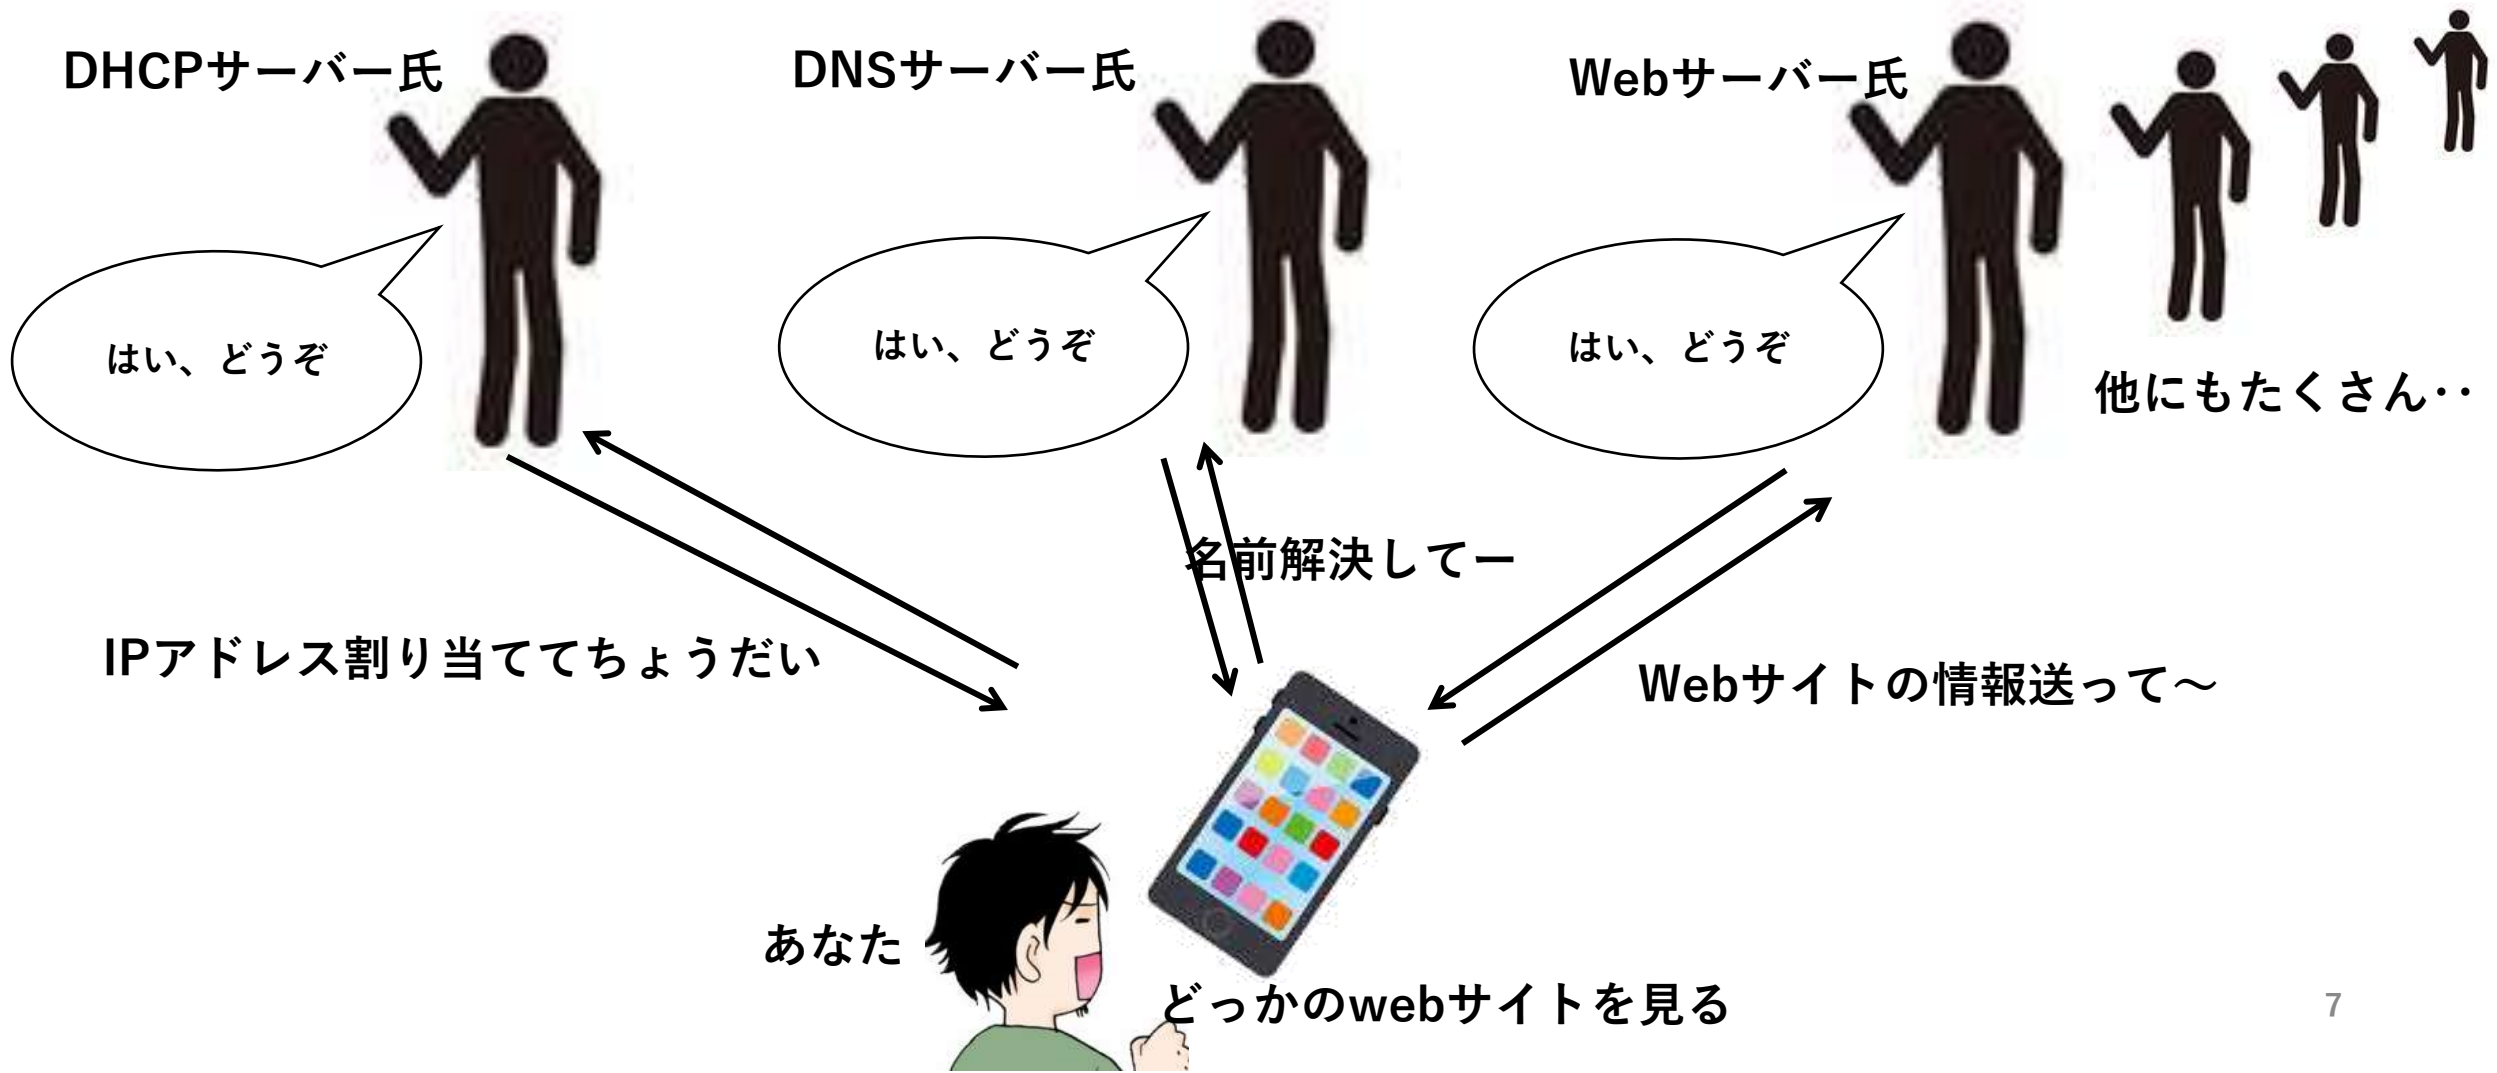 DHCPサーバー氏
DNSサーバー氏
Webサーバー氏
はい、どうぞ
はい、どうぞ
はい、どうぞ
他にもたくさん‥
名前解決してー
IPアドレス割り当ててちょうだい
Webサイトの情報送って～
あなた
どっかのwebサイトを見る
7